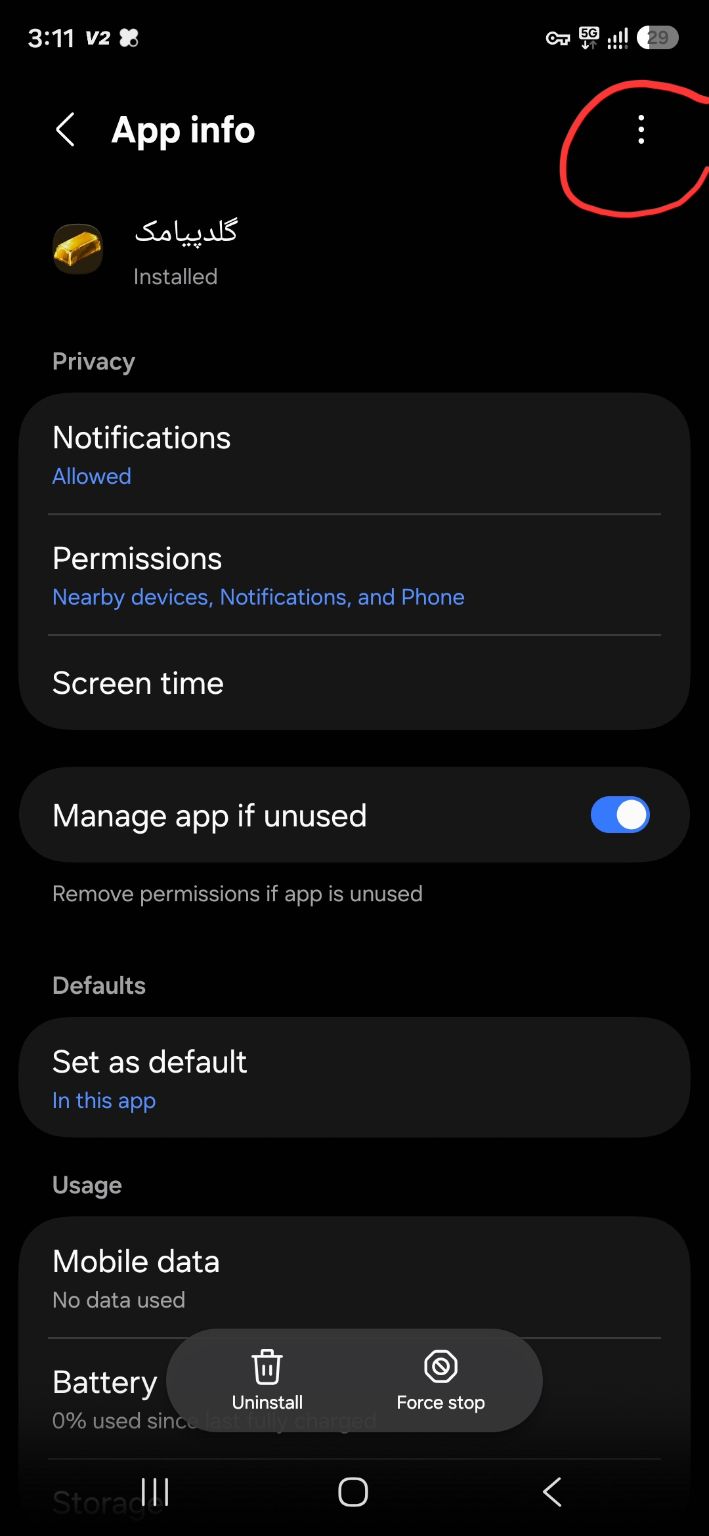 3:11 V2
5G 29
App info
گلدپیامک
Installed
Privacy
Notifications
Allowed
Permissions
Nearby devices, Notifications, and Phone
Screen time
Manage app if unused
Remove permissions if app is unused
Defaults
Set as default
In this app
Usage
Mobile data
No data used
Battery
0% used since last fully charged
Uninstall
Force stop
Storage